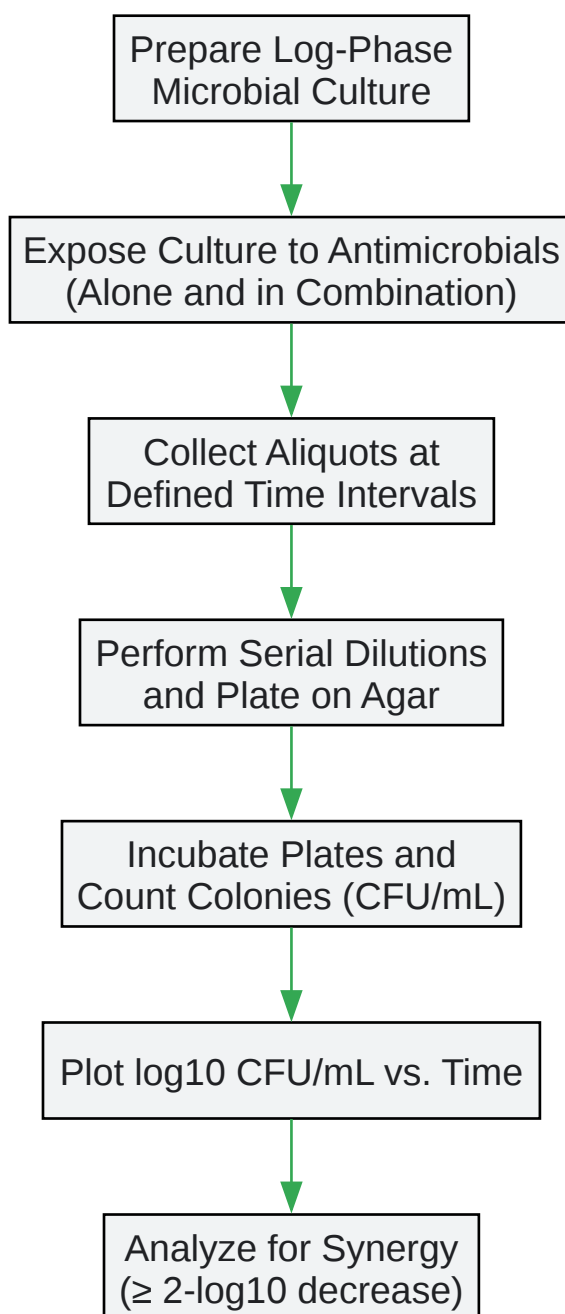 Prepare Log-Phase
Microbial Culture
Expose Culture to Antimicrobials
(Alone and in Combination)
Collect Aliquots at
Defined Time Intervals
Perform Serial Dilutions
and Plate on Agar
Incubate Plates and
Count Colonies (CFU/mL)
Plot log10 CFU/mL vs. Time
Analyze for Synergy
(≥ 2-log10 decrease)